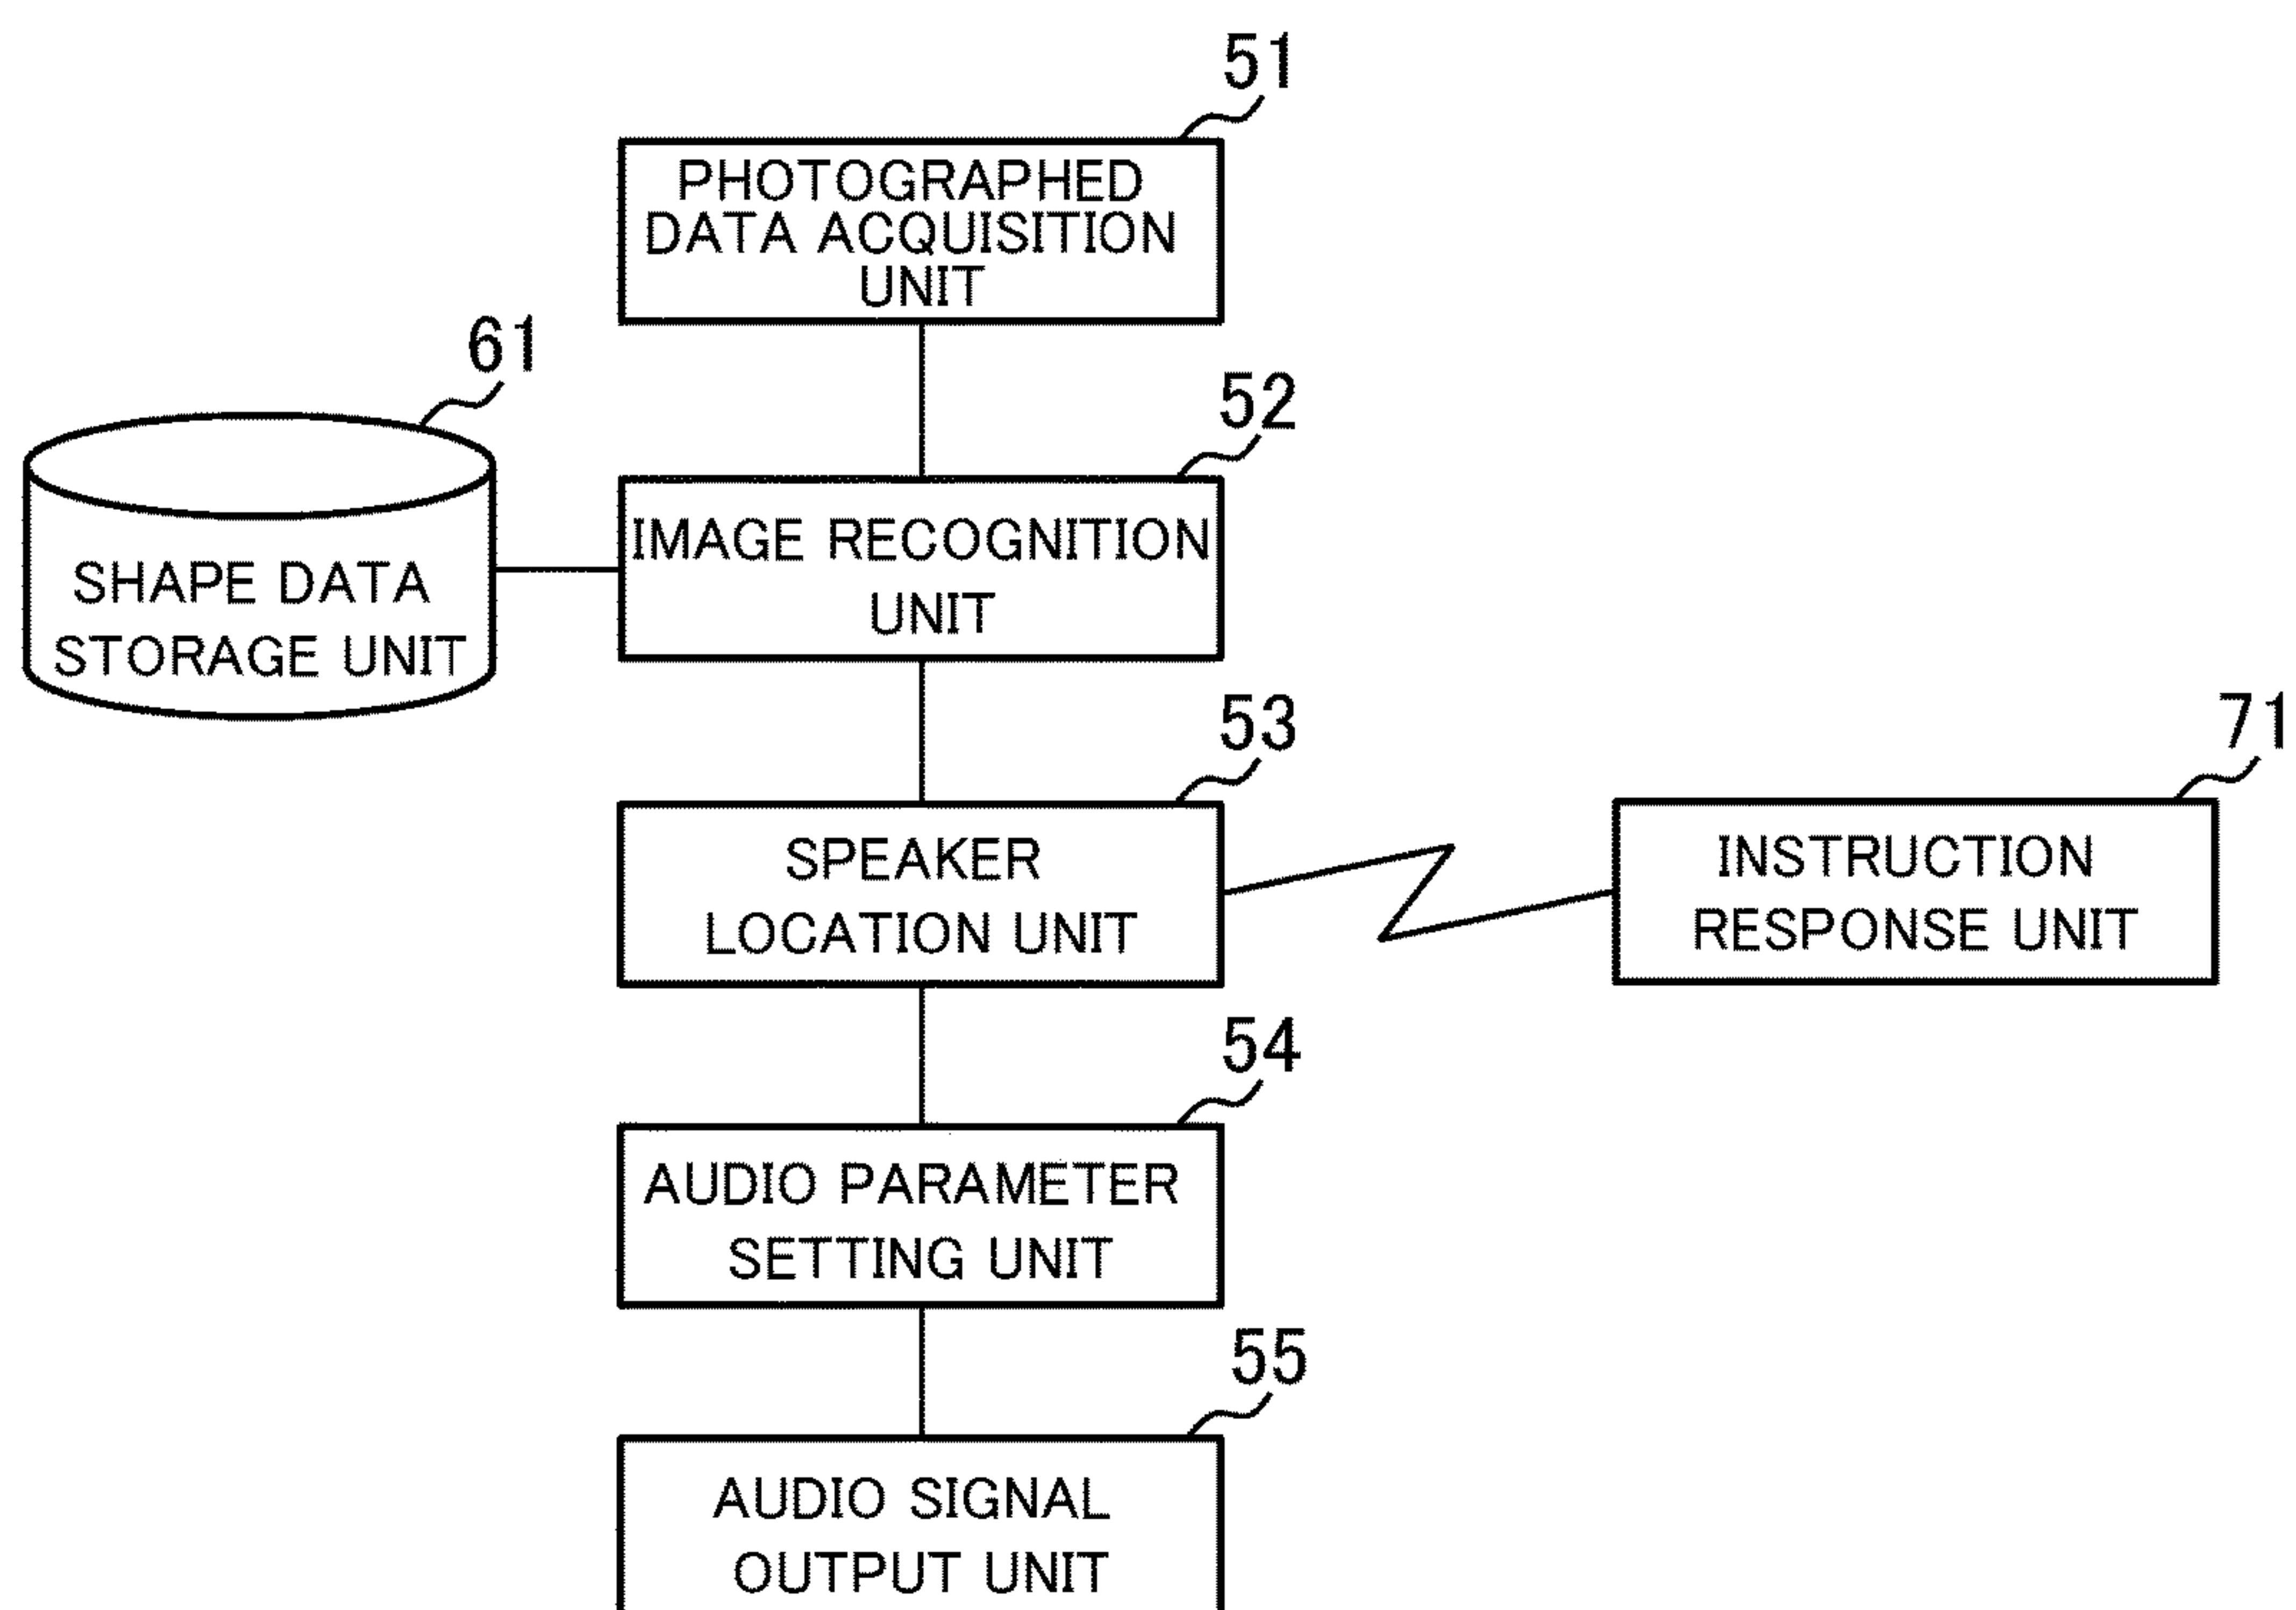 51
PHOTOGRAPHED
DATA ACQUISITION
UNIT
61
52
SHAPE DATA
STORAGE UNIT
IMAGE RECOGNITION
UNIT
53
71
SPEAKER
LOCATION UNIT
INSTRUCTION
RESPONSE UNIT
54
AUDIO PARAMETER
SETTING UNIT
55
AUDIO SIGNAL
OUTPUT UNIT